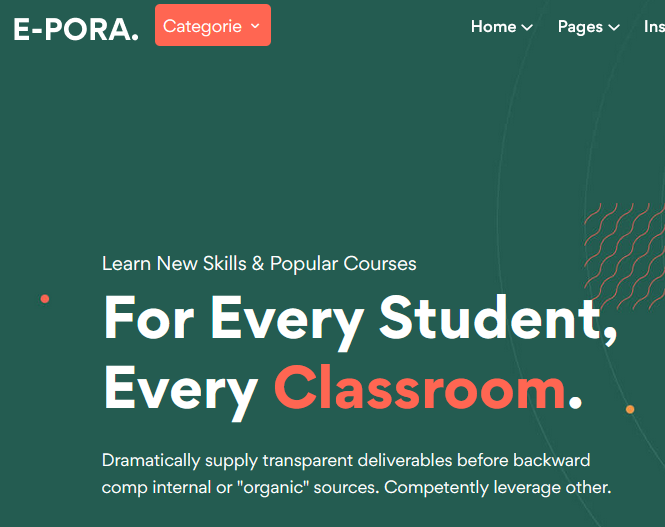 E-PORA.
Categorie
Home
Pages
Ins
Learn New Skills & Popular Courses
For Every Student,
Every Classroom.
Dramatically supply transparent deliverables before backward
comp internal or "organic" sources. Competently leverage other.